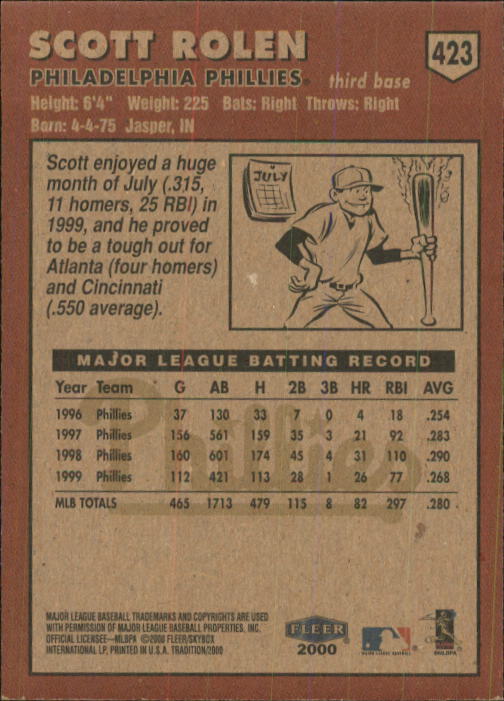 SCOTT ROLEN
423
PHILADELPHIA PHILLIES® third base
Height: 6'4" Weight: 225 Bats: Right Throws: Right
Born: 4-4-75 Jasper, IN
Scott enjoyed a huge
month of July (.315,
11 homers, 25 RBI) in
1999, and he proved
to be a tough out for
Atlanta (four homers)
and Cincinnati
(.550 average).
JULY
MAJOR LEAGUE BATTING RECORD
Year Team G AB H 2B 3B HR RBI AVG
1996 Phillies 37 130 33 7 0 4 18 .254
1997 Phillies 156 561 159 35 3 21 92 .283
1998 Phillies 160 601 174 45 4 31 110 .290
1999 Phillies 112 421 113 28 1 26 77 .268
MLB TOTALS 465 1713 479 115 8 82 297 .280
Phillies
MAJOR LEAGUE BASEBALL TRADEMARKS AND COPYRIGHTS ARE USED
WITH PERMISSION OF MAJOR LEAGUE BASEBALL PROPERTIES, INC.
OFFICIAL LICENSEE—MLBPA ©2000 FLEER/SKYBOX
INTERNATIONAL LP. PRINTED IN U.S.A. TRADITION/2000
FLEER
2000
©MLBPA